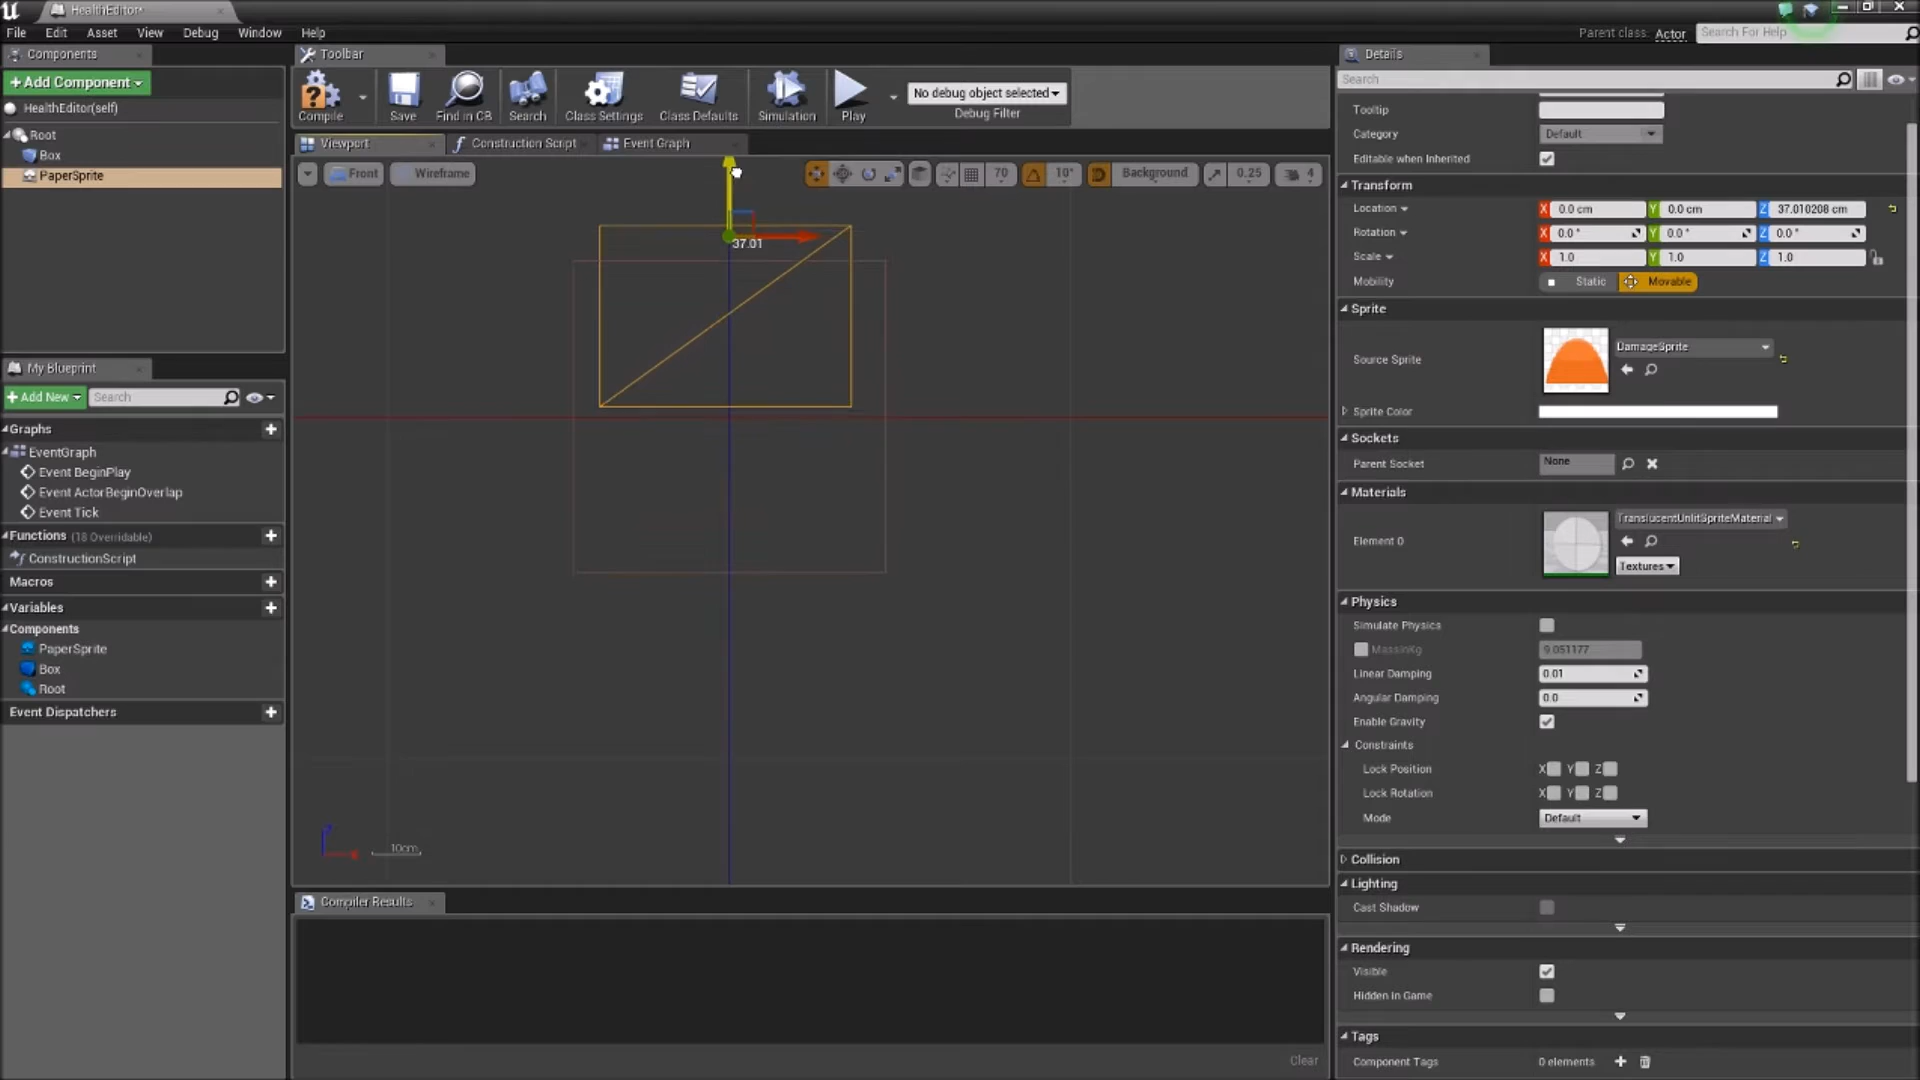 HealthEditor*
File Edit Asset View Debug Window Help
Parent class: Actor
Search For Help
Components
+ Add Component
HealthEditor(self)
Root
Box
PaperSprite
Toolbar
Compile
Save
Find in CB
Search
Class Settings
Class Defaults
Simulation
Play
No debug object selected
Debug Filter
Viewport
Construction Script
Event Graph
Front
Wireframe
70
10°
Background
0.25
4
37.01
10cm
My Blueprint
+ Add New
Search
Graphs
EventGraph
Event BeginPlay
Event ActorBeginOverlap
Event Tick
Functions (18 Overridable)
ConstructionScript
Macros
Variables
Components
PaperSprite
Box
Root
Event Dispatchers
Compiler Results
Clear
Details
Search
Tooltip
Category Default
Editable when Inherited
Transform
Location X 0.0 cm Y 0.0 cm Z 37.010208 cm
Rotation X 0.0 ° Y 0.0 ° Z 0.0 °
Scale X 1.0 Y 1.0 Z 1.0
Mobility Static Movable
Sprite
Source Sprite DamageSprite
Sprite Color
Sockets
Parent Socket None
Materials
Element 0 TranslucentUnlitSpriteMaterial
Textures
Physics
Simulate Physics
MassInKg 9.051177
Linear Damping 0.01
Angular Damping 0.0
Enable Gravity
Constraints
Lock Position X Y Z
Lock Rotation X Y Z
Mode Default
Collision
Lighting
Cast Shadow
Rendering
Visible
Hidden in Game
Tags
Component Tags 0 elements